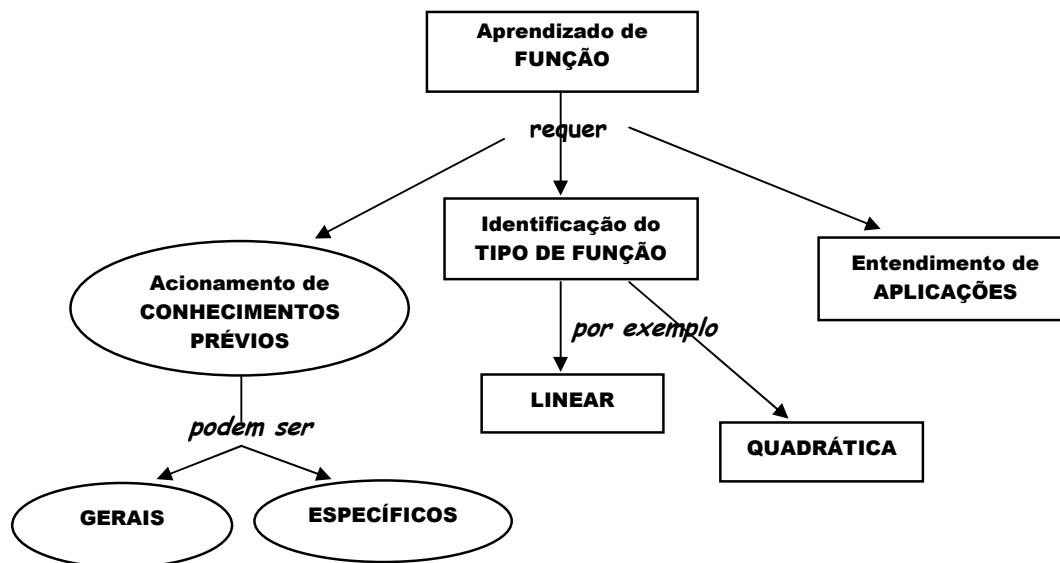 Aprendizado de
FUNÇÃO
requer
Identificação do
TIPO DE FUNÇÃO
Entendimento de
APLICAÇÕES
Acionamento de
CONHECIMENTOS
PRÉVIOS
por exemplo
LINEAR
podem ser
QUADRÁTICA
GERAIS
ESPECÍFICOS